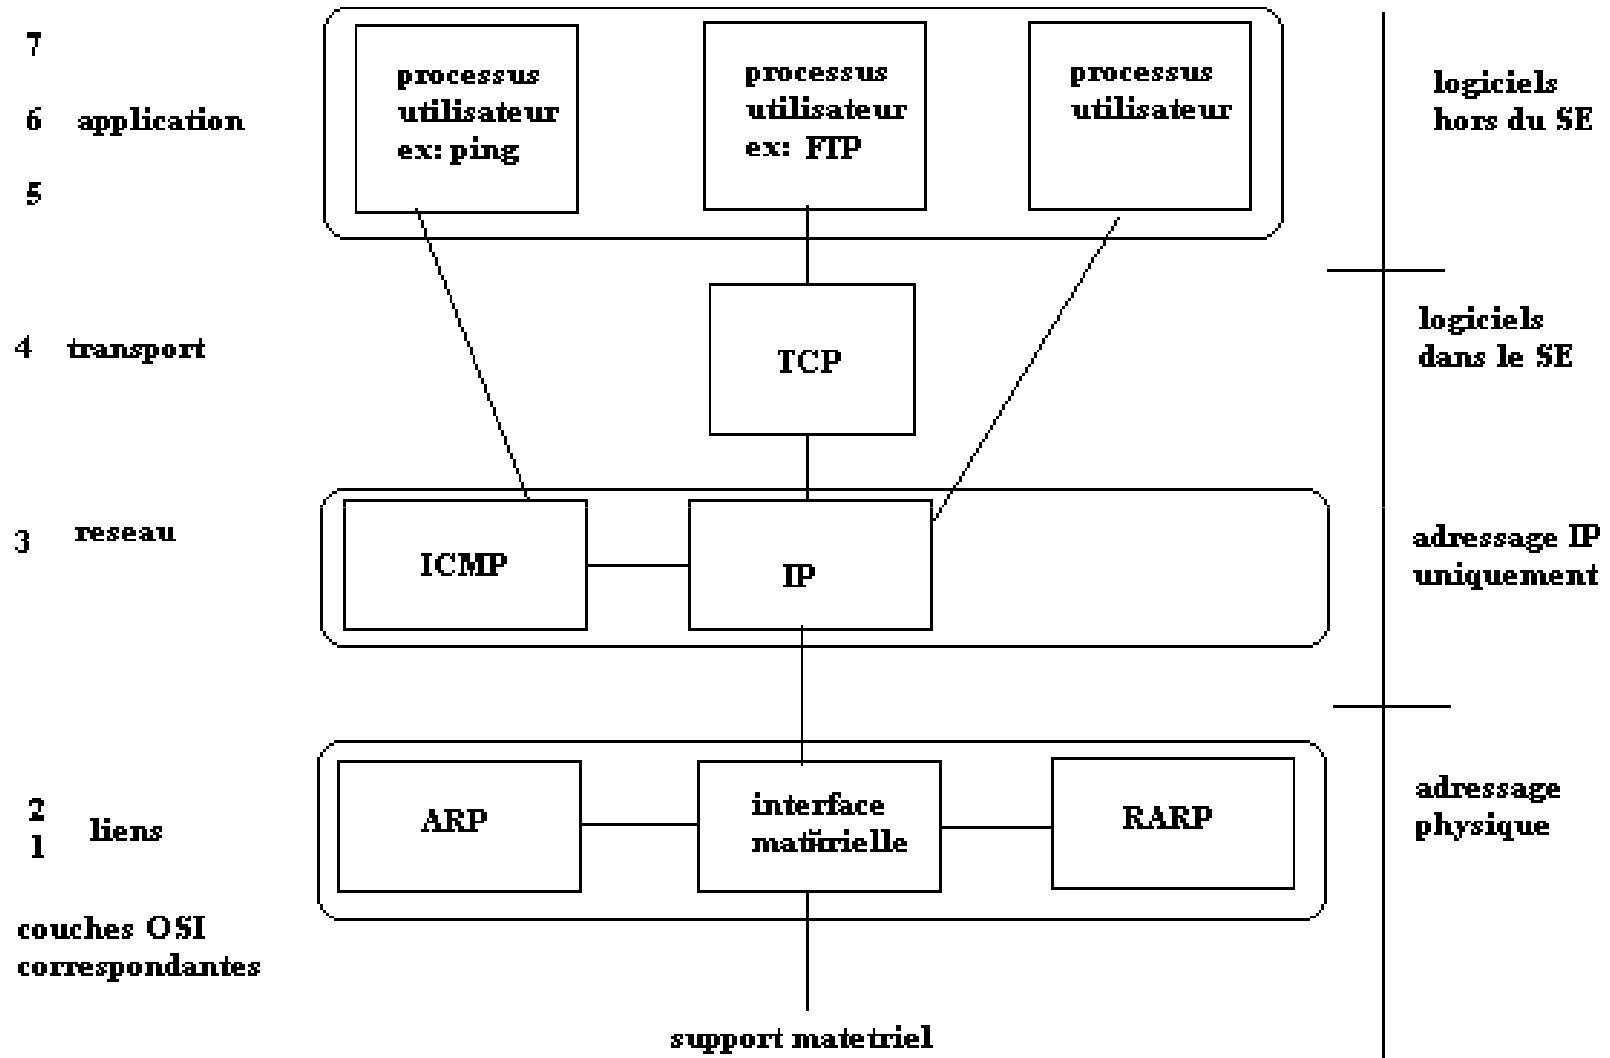 7
6 application
5
processus
utilisateur
ex: ping
processus
utilisateur
ex: FTP
processus
utilisateur
logiciels
hors du SE
4 transport
TCP
logiciels
dans le SE
3 reseau
ICMP
IP
adressage IP
uniquement
2
1 liens
ARP
interface
RARP
adressage
physique
couches OSI
correspondantes
support matetriel